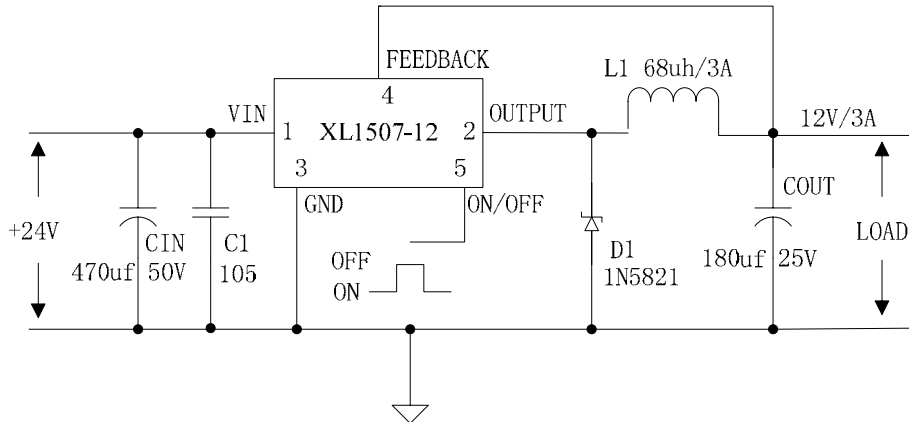 FEEDBACK
L1 68uh/3A
4
VIN
OUTPUT
12V/3A
1
XL1507-12
2
3
5
GND
ON/OFF
COUT
+24V
CIN
C1
OFF
D1
LOAD
470uf 50V
105
ON
1N5821
180uf 25V